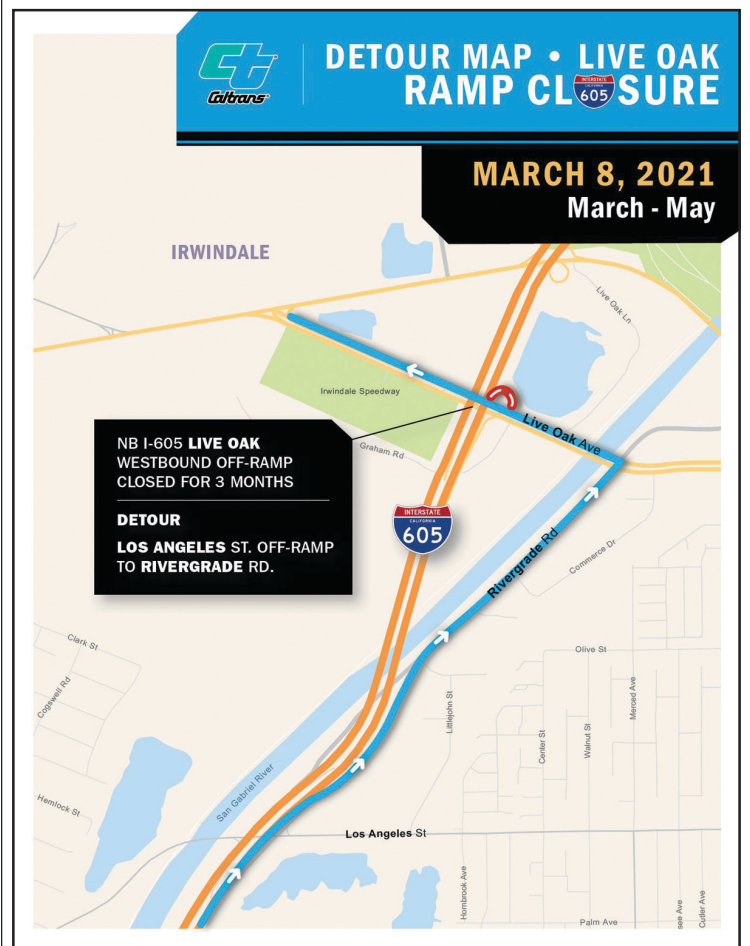 Caltrans
DETOUR MAP • LIVE OAK
RAMP CLOSURE
INTERSTATE
CALIFORNIA
605
MARCH 8, 2021
March - May
IRWINDALE
Live Oak Ln
Irwindale Speedway
Live Oak Ave
Graham Rd
NB I-605 LIVE OAK
WESTBOUND OFF-RAMP
CLOSED FOR 3 MONTHS
DETOUR
LOS ANGELES ST. OFF-RAMP
TO RIVERGRADE RD.
INTERSTATE
CALIFORNIA
605
Rivergrade Rd
Commerce Dr
Clark St
Cogswell Rd
Olive St
Littlejohn St
Center St
Walnut St
Merced Ave
San Gabriel River
Hemlock St
Los Angeles St
Hornbrook Ave
Palm Ave
see Ave
Cutler Ave